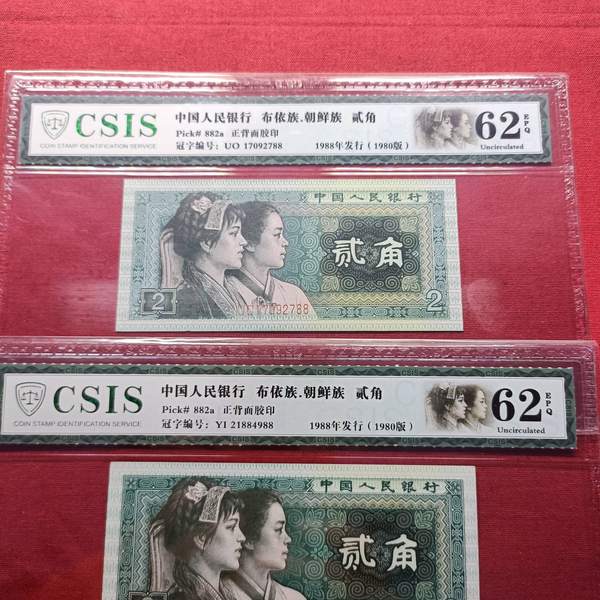 CSIS
COIN STAMP IDENTIFICATION SERVICE
中国人民银行 布依族.朝鲜族 贰角
Pick# 882a 正背面胶印
冠字编号: UO 17092788 1988年发行(1980版)
62 EPQ
Uncirculated
中国人民银行
贰角
2
UO17092788
2
CSIS
COIN STAMP IDENTIFICATION SERVICE
中国人民银行 布依族.朝鲜族 贰角
Pick# 882a 正背面胶印
冠字编号: YI 21884988 1988年发行(1980版)
62 EPQ
Uncirculated
中国人民银行
贰角